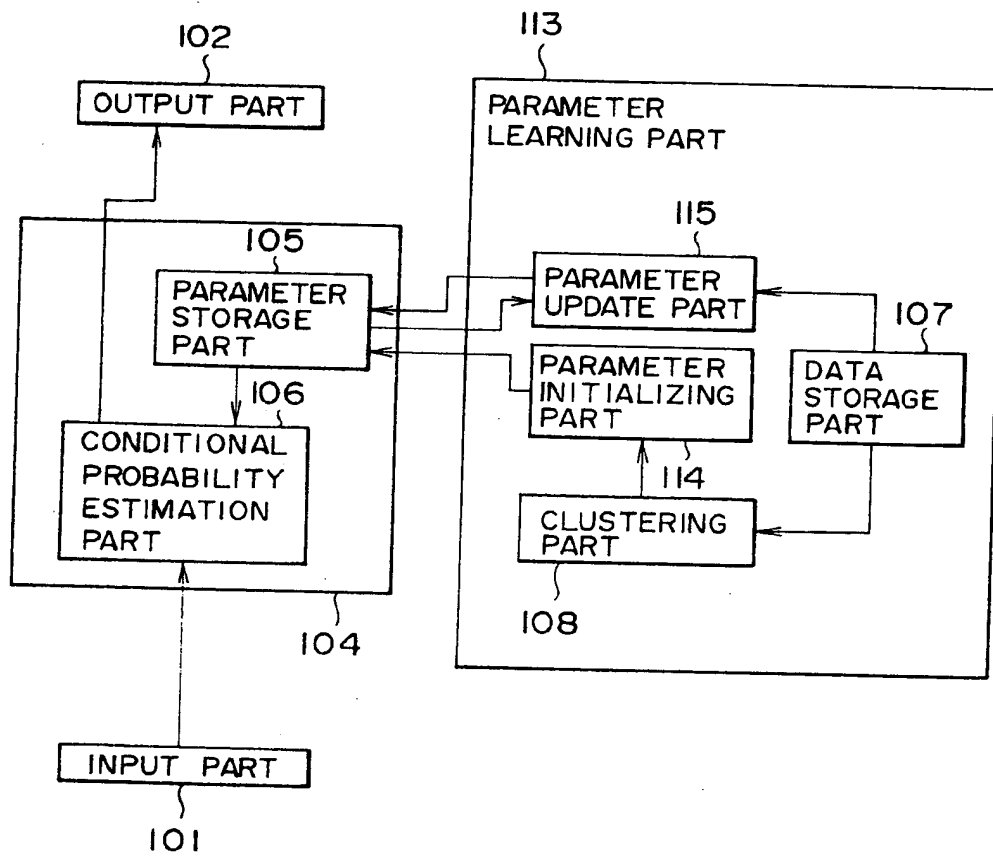 102
OUTPUT PART
113
PARAMETER
LEARNING PART
105
PARAMETER
STORAGE
PART
115
PARAMETER
UPDATE PART
107
DATA
STORAGE
PART
PARAMETER
INITIALIZING
PART
114
106
CONDITIONAL
PROBABILITY
ESTIMATION
PART
CLUSTERING
PART
108
104
INPUT PART
101